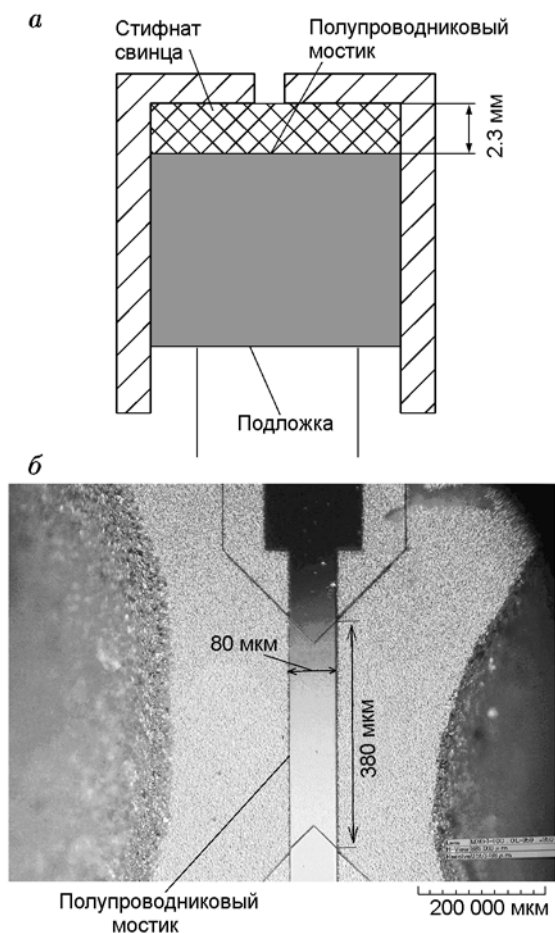 а
Стифнат
свинца
Полупроводниковый
мостик
2.3 мм
Подложка
б
80 мкм
380 мкм
Полупроводниковый
мостик
200 000 мкм